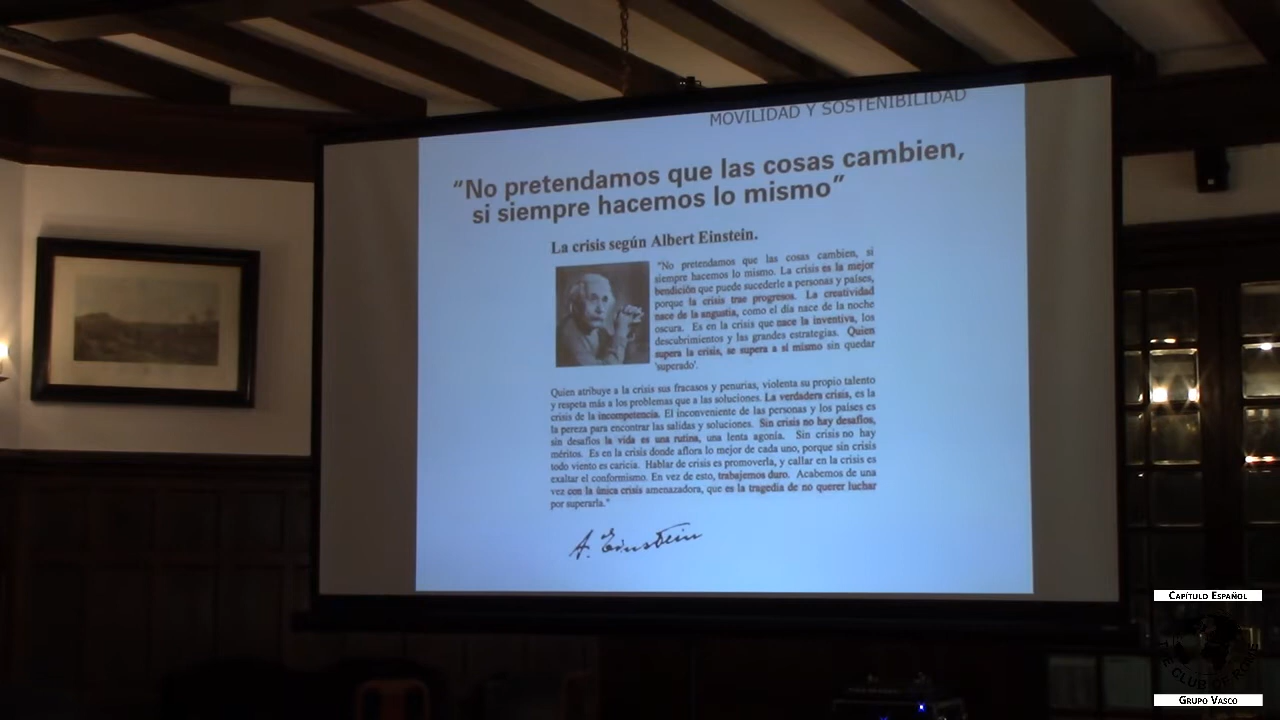 MOVILIDAD Y SOSTENIBILIDAD
"No pretendamos que las cosas cambien,
si siempre hacemos lo mismo"
La crisis según Albert Einstein.
"No pretendamos que las cosas cambien, si
siempre hacemos lo mismo. La crisis es la mejor
bendición que puede sucederle a personas y países,
porque la crisis trae progresos. La creatividad
nace de la angustia, como el día nace de la noche
oscura. Es en la crisis que nace la inventiva, los
descubrimientos y las grandes estrategias. Quien
supera la crisis, se supera a sí mismo sin quedar
'superado'.
Quien atribuye a la crisis sus fracasos y penurias, violenta su propio talento
y respeta más a los problemas que a las soluciones. La verdadera crisis, es la
crisis de la incompetencia. El inconveniente de las personas y los países es
la pereza para encontrar las salidas y soluciones. Sin crisis no hay desafíos,
sin desafíos la vida es una rutina, una lenta agonía. Sin crisis no hay
méritos. Es en la crisis donde aflora lo mejor de cada uno, porque sin crisis
todo viento es caricia. Hablar de crisis es promoverla, y callar en la crisis es
exaltar el conformismo. En vez de esto, trabajemos duro. Acabemos de una
vez con la única crisis amenazadora, que es la tragedia de no querer luchar
por superarla."
A. Einstein
Capítulo Español
THE CLUB OF ROME
Grupo Vasco